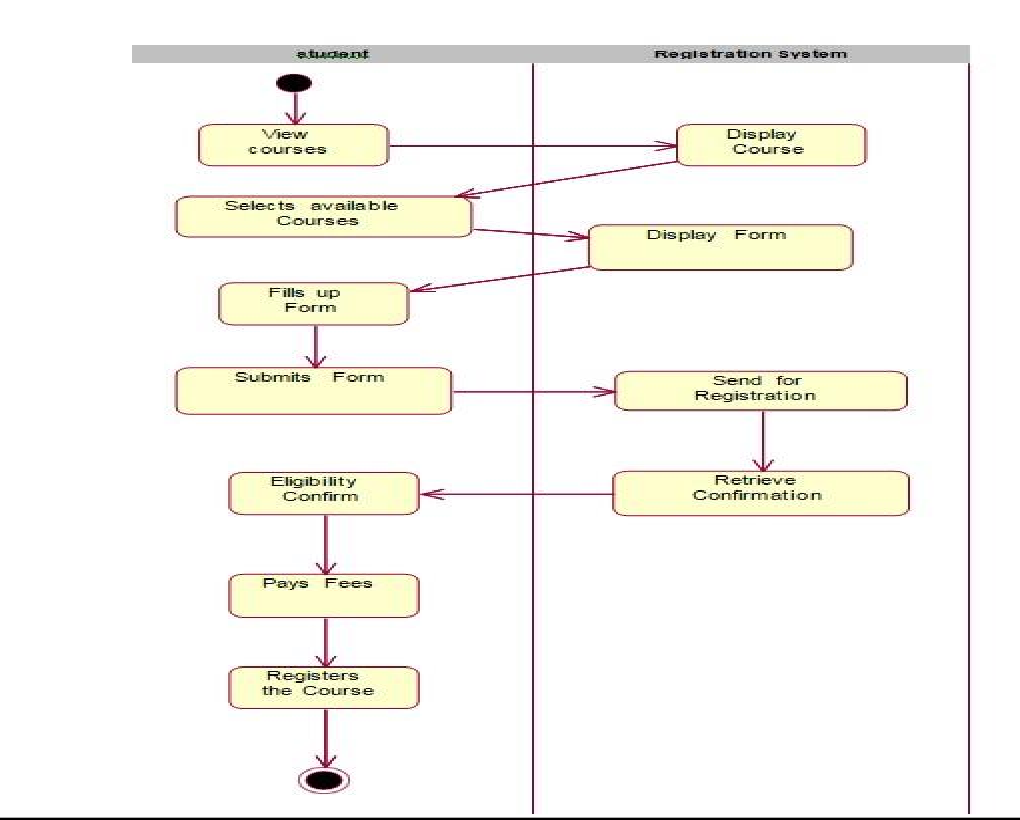 student
Registration System
View
courses
Display
Course
Selects available
Courses
Display Form
Fills up
Form
Submits Form
Send for
Registration
Eligibility
Confirm
Retrieve
Confirmation
Pays Fees
Registers
the Course